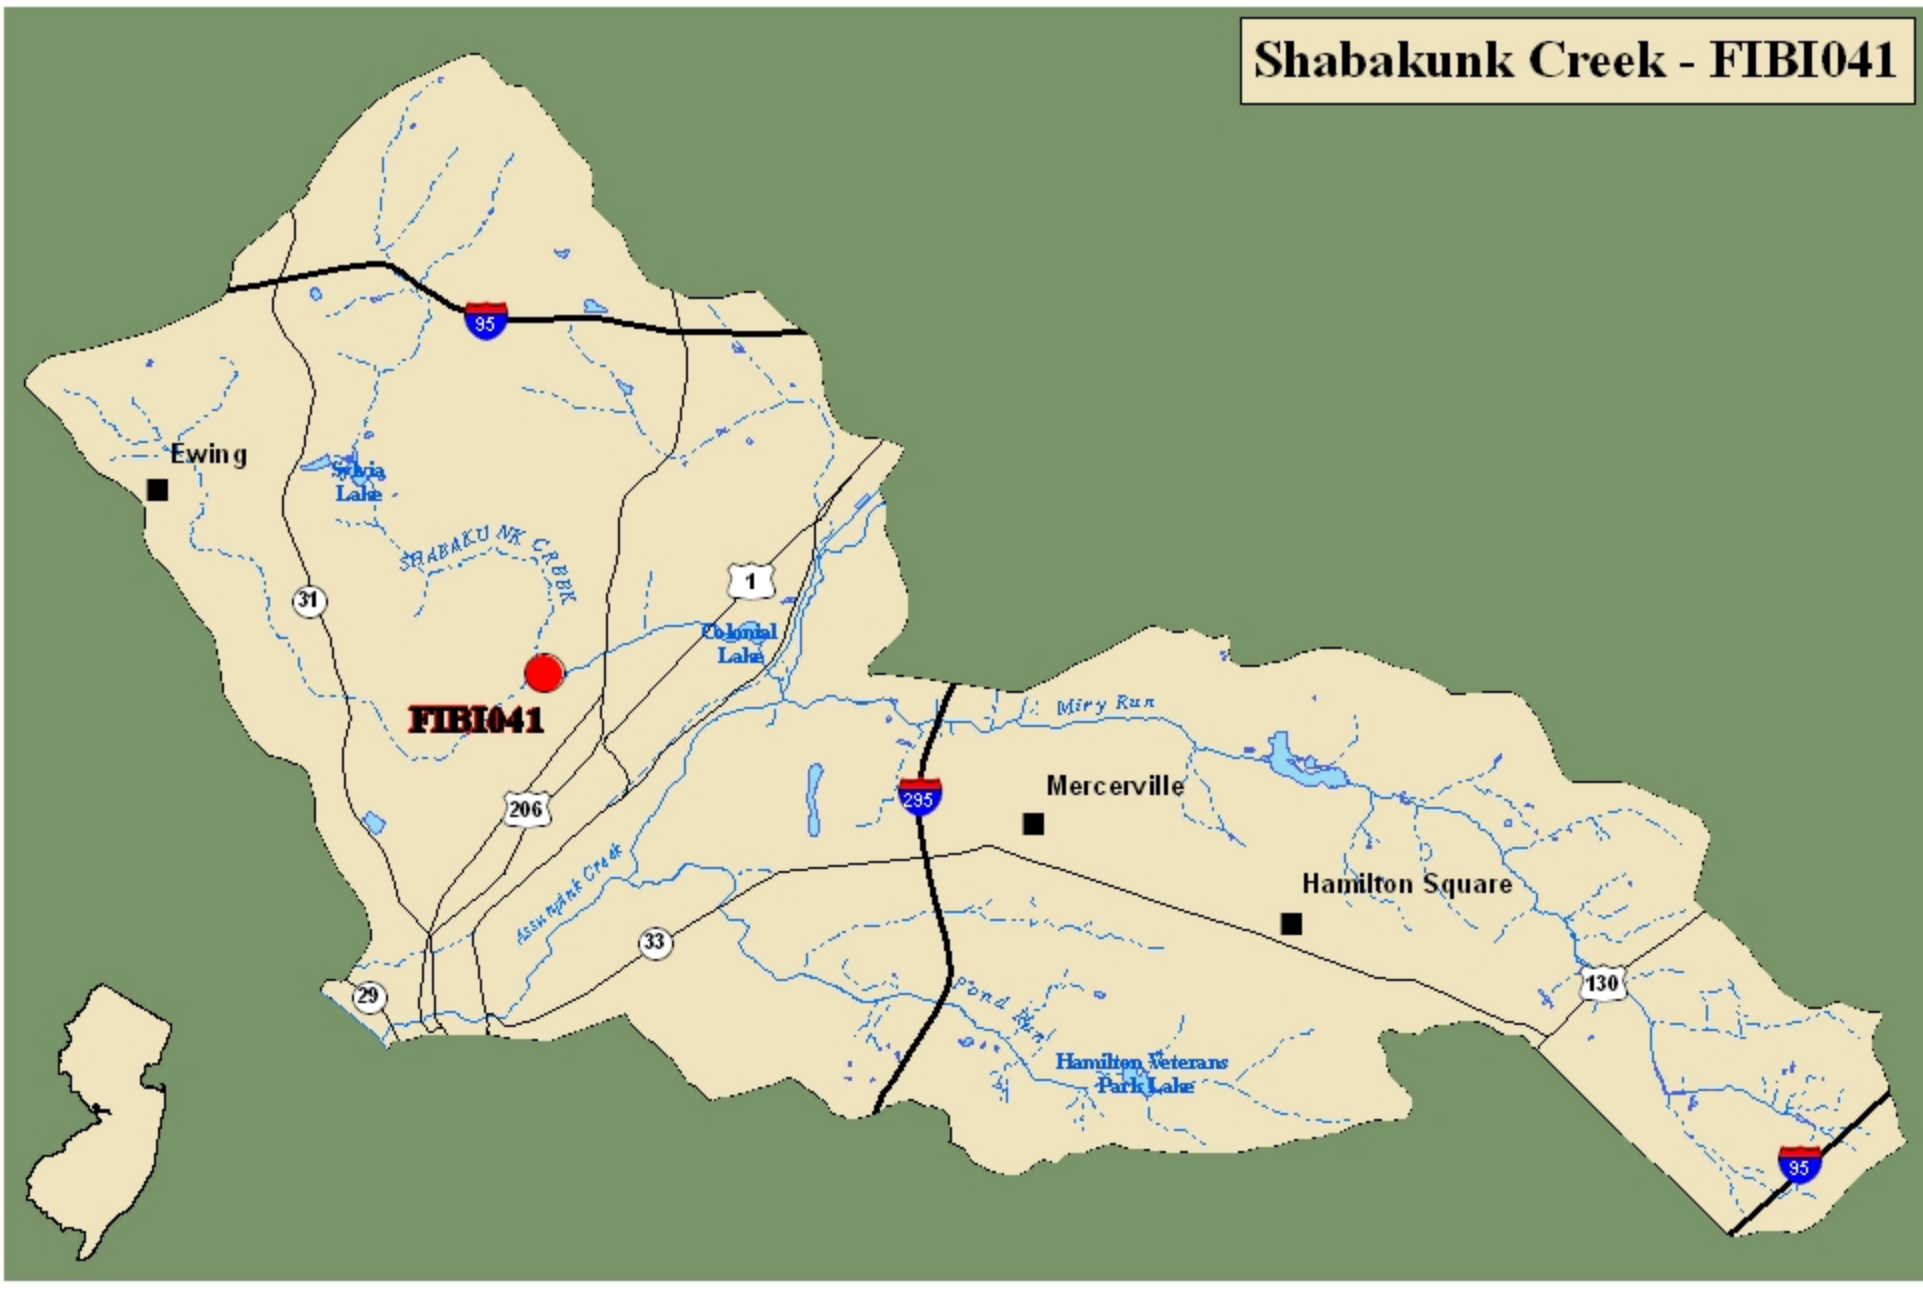 Shabakunk Creek - FIBI041
95
Ewing
Sylvia
Lake
SHABAKUNK CREEK
1
31
Colonial
Lake
FIBI041
Miry Run
295
Mercerville
206
Assunpink Creek
Hamilton Square
33
130
29
Pond Run
Hamilton Veterans
Park Lake
95